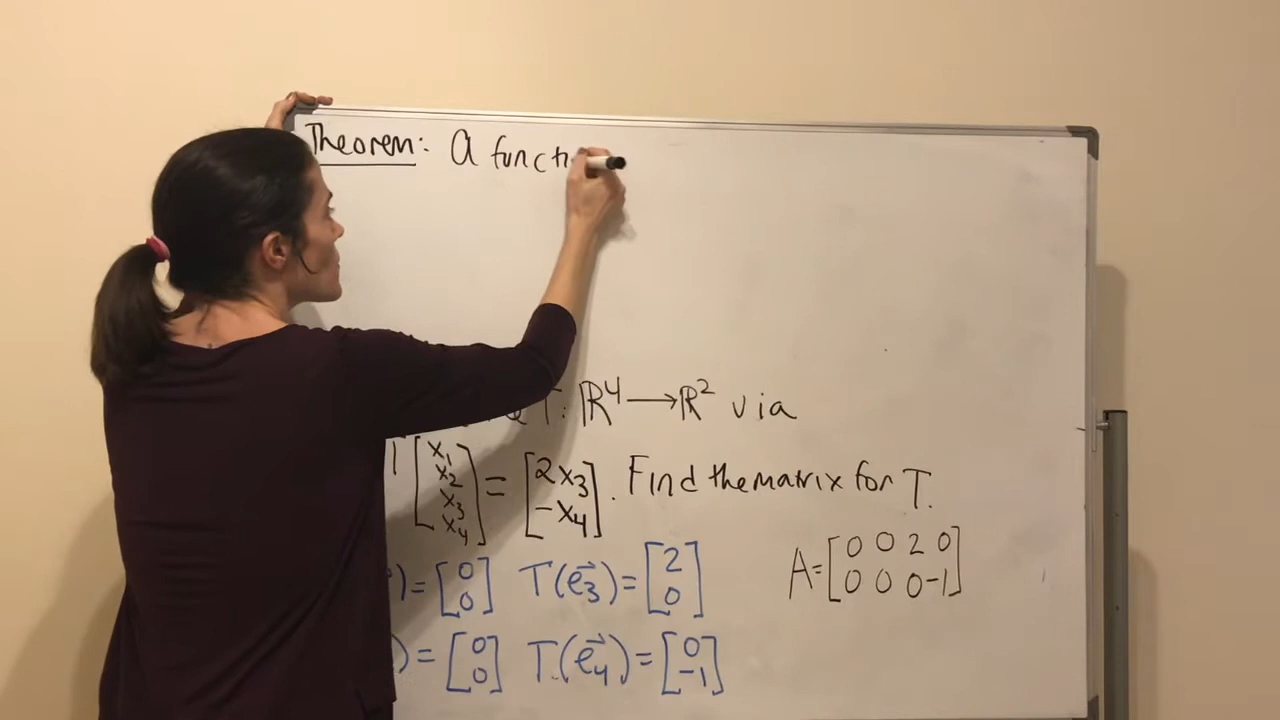 Theorem: A funct
T: ℝ⁴ → ℝ² via
[x₁ x₂ x₃ x₄] = [2x₃ -x₄]. Find the matrix for T.
) = [0 0] T(e⃗₃) = [2 0]
A = [0 0 2 0; 0 0 0 -1]
) = [0 0] T(e⃗₄) = [0 -1]